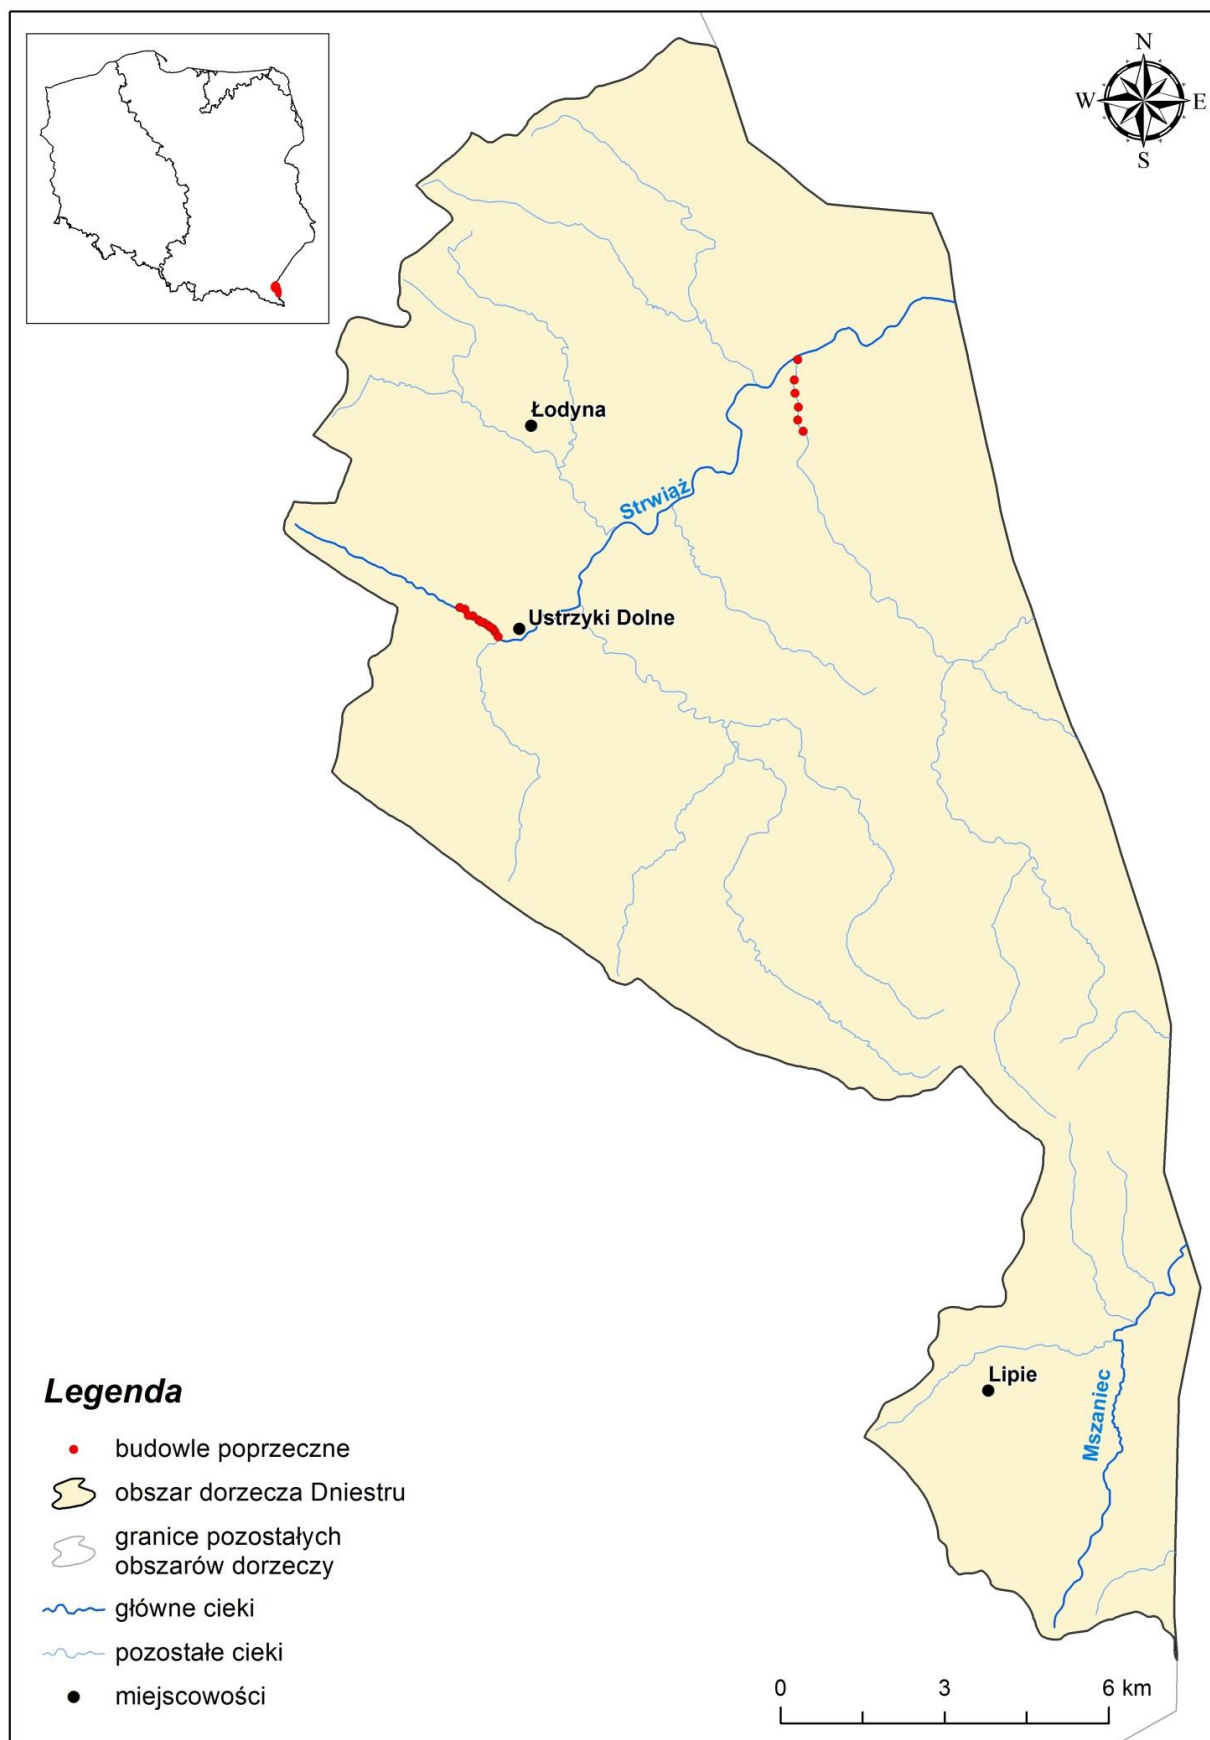 N
W E
S
Łodyna
Strwiąż
Ustrzyki Dolne
Lipie
Mszaniec
Legenda
budowle poprzeczne
obszar dorzecza Dniestru
granice pozostałych
obszarów dorzeczy
główne cieki
pozostałe cieki
miejscowości
0 3 6 km